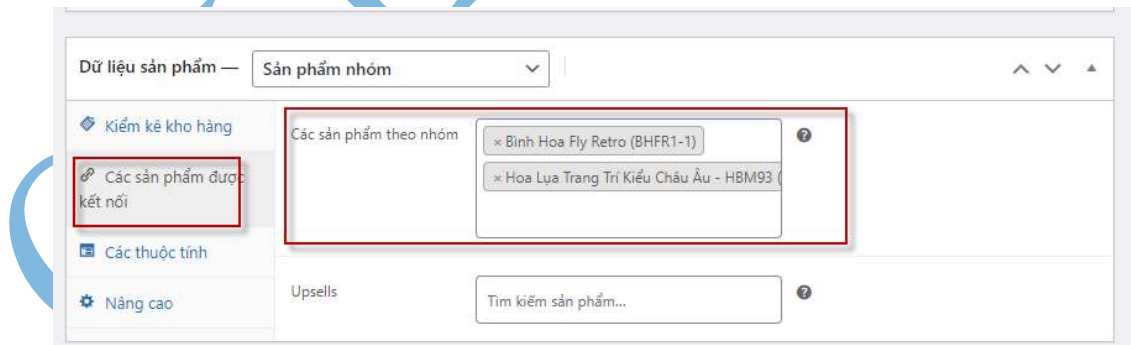 Dữ liệu sản phẩm — Sản phẩm nhóm
Kiểm kê kho hàng
Các sản phẩm được
kết nối
Các thuộc tính
Nâng cao
Các sản phẩm theo nhóm
× Bình Hoa Fly Retro (BHFR1-1)
× Hoa Lụa Trang Trí Kiểu Châu Âu - HBM93 (
Upsells
Tìm kiếm sản phẩm...